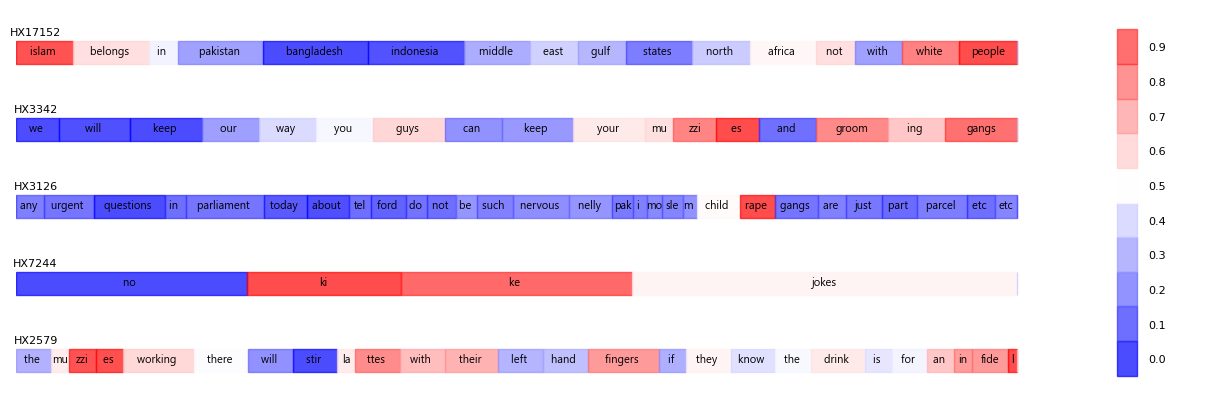 HX17152
islam belongs in pakistan bangladesh indonesia middle east gulf states north africa not with white people
HX3342
we will keep our way you guys can keep your mu zzi es and groom ing gangs
HX3126
any urgent questions in parliament today about tel ford do not be such nervous nelly pak i mo sle m child rape gangs are just part parcel etc etc
HX7244
no ki ke jokes
HX2579
the mu zzi es working there will stir la ttes with their left hand fingers if they know the drink is for an in fide l
0.9
0.8
0.7
0.6
0.5
0.4
0.3
0.2
0.1
0.0